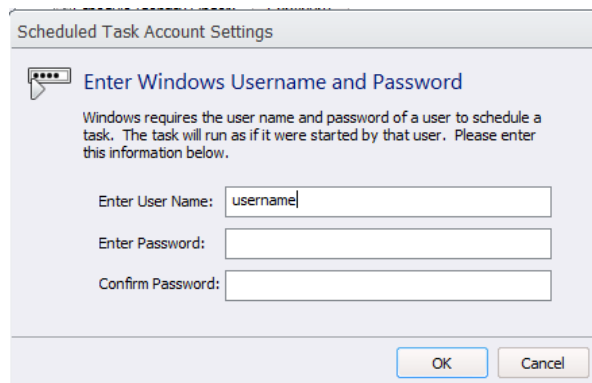 Scheduled Task Account Settings
Enter Windows Username and Password
Windows requires the user name and password of a user to schedule a
task. The task will run as if it were started by that user. Please enter
this information below.
Enter User Name: username
Enter Password:
Confirm Password:
OK Cancel